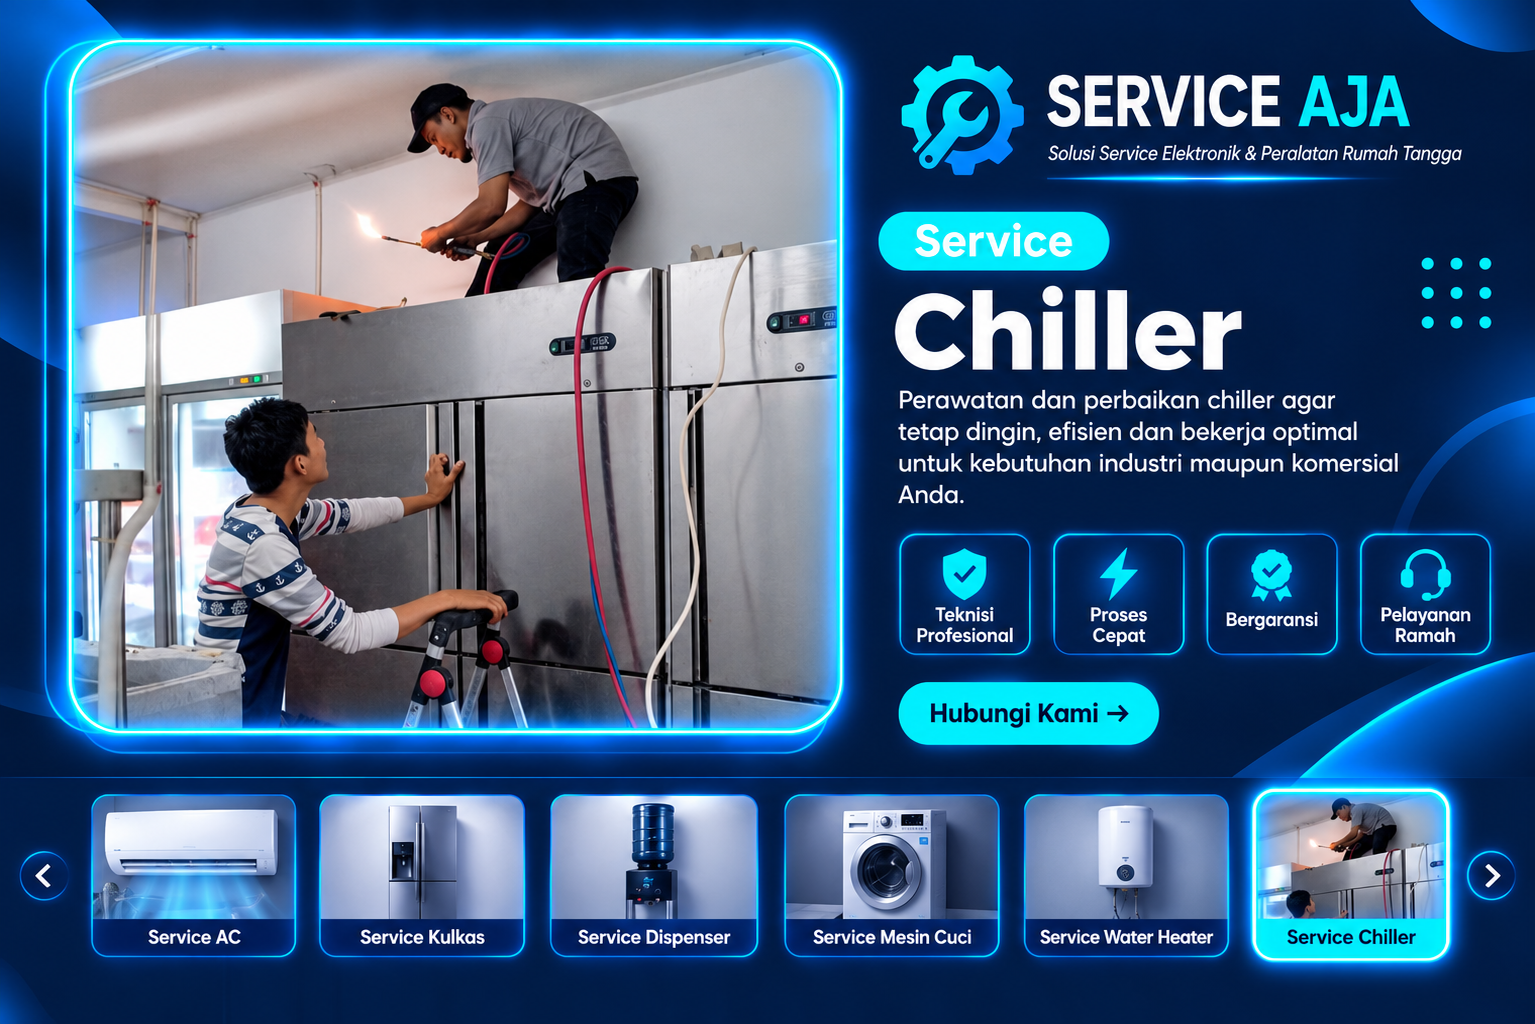 SERVICE AJA
Solusi Service Elektronik & Peralatan Rumah Tangga
Service
Chiller
Perawatan dan perbaikan chiller agar
tetap dingin, efisien dan bekerja optimal
untuk kebutuhan industri maupun komersial
Anda.
Teknisi
Profesional
Proses
Cepat
Bergaransi
Pelayanan
Ramah
Hubungi Kami →
Service AC
Service Kulkas
Service Dispenser
Service Mesin Cuci
Service Water Heater
Service Chiller